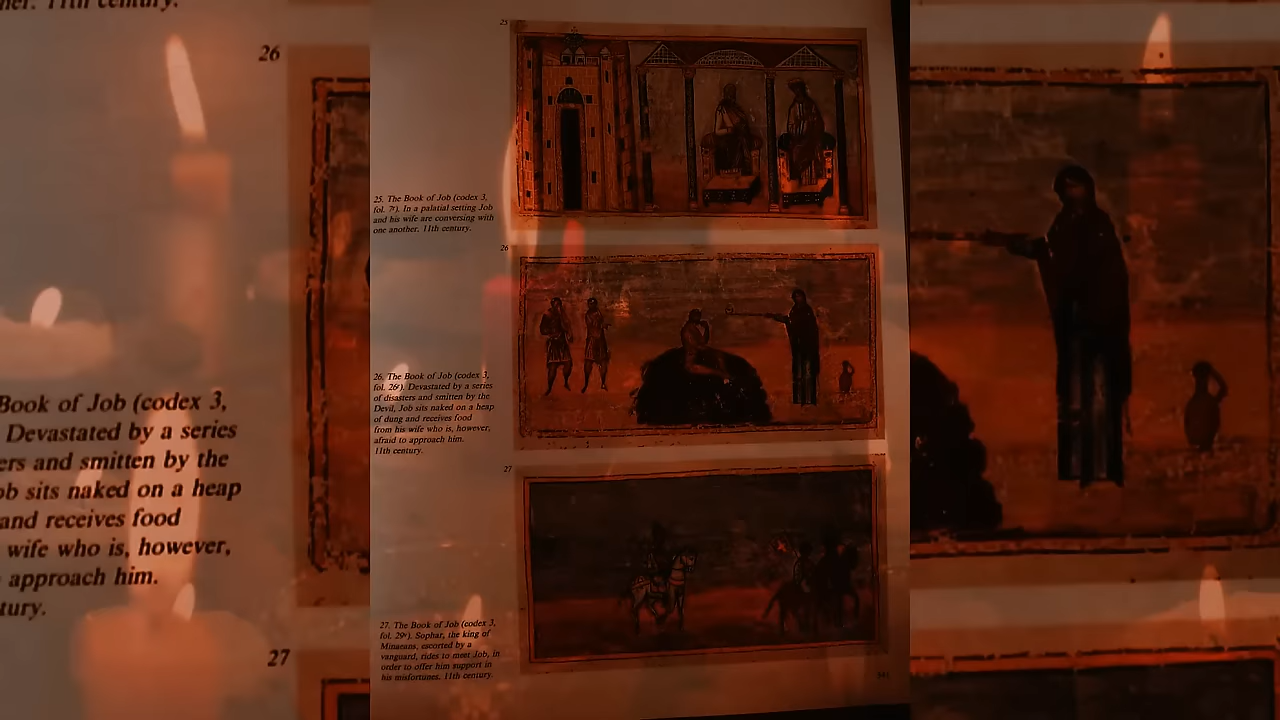 her. 11th century.
26
Book of Job (codex 3,
Devastated by a series
ers and smitten by the
ob sits naked on a heap
and receives food
wife who is, however,
approach him.
tury.
27
25
25. The Book of Job (codex 3,
fol. 7ʳ). In a palatial setting Job
and his wife are conversing with
one another. 11th century.
26
26. The Book of Job (codex 3,
fol. 26ʳ). Devastated by a series
of disasters and smitten by the
Devil, Job sits naked on a heap
of dung and receives food
from his wife who is, however,
afraid to approach him.
11th century.
27
27. The Book of Job (codex 3,
fol. 29ᵛ). Sophar, the king of
Minaeans, escorted by a
vanguard, rides to meet Job, in
order to offer him support in
his misfortunes. 11th century.